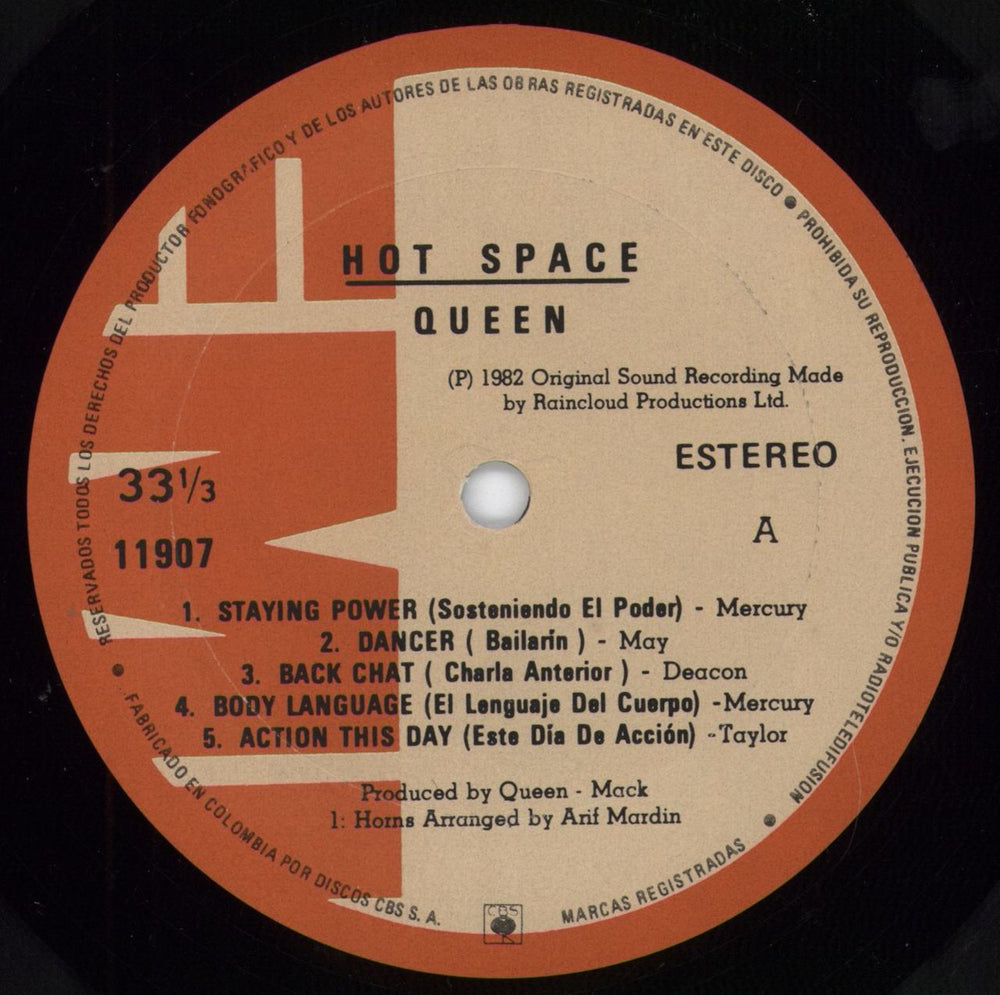 HOT SPACE
QUEEN
(P) 1982 Original Sound Recording Made
by Raincloud Productions Ltd.
ESTEREO
33 1/3
A
11907
1. STAYING POWER (Sosteniendo El Poder) - Mercury
2. DANCER ( Bailarín ) - May
3. BACK CHAT ( Charla Anterior ) - Deacon
4. BODY LANGUAGE (El Lenguaje Del Cuerpo) -Mercury
5. ACTION THIS DAY (Este Día De Acción) -Taylor
Produced by Queen - Mack
1: Horns Arranged by Arif Mardin
RESERVADOS TODOS LOS DERECHOS DEL PRODUCTOR FONOGRAFICO Y DE LOS AUTORES DE LAS OBRAS REGISTRADAS EN ESTE DISCO ● PROHIBIDA SU REPRODUCCION. EJECUCION PUBLICA Y/O RADIOTELEDIFUSION ●
● FABRICADO EN COLOMBIA POR DISCOS CBS S. A.
CBS
MARCAS REGISTRADAS